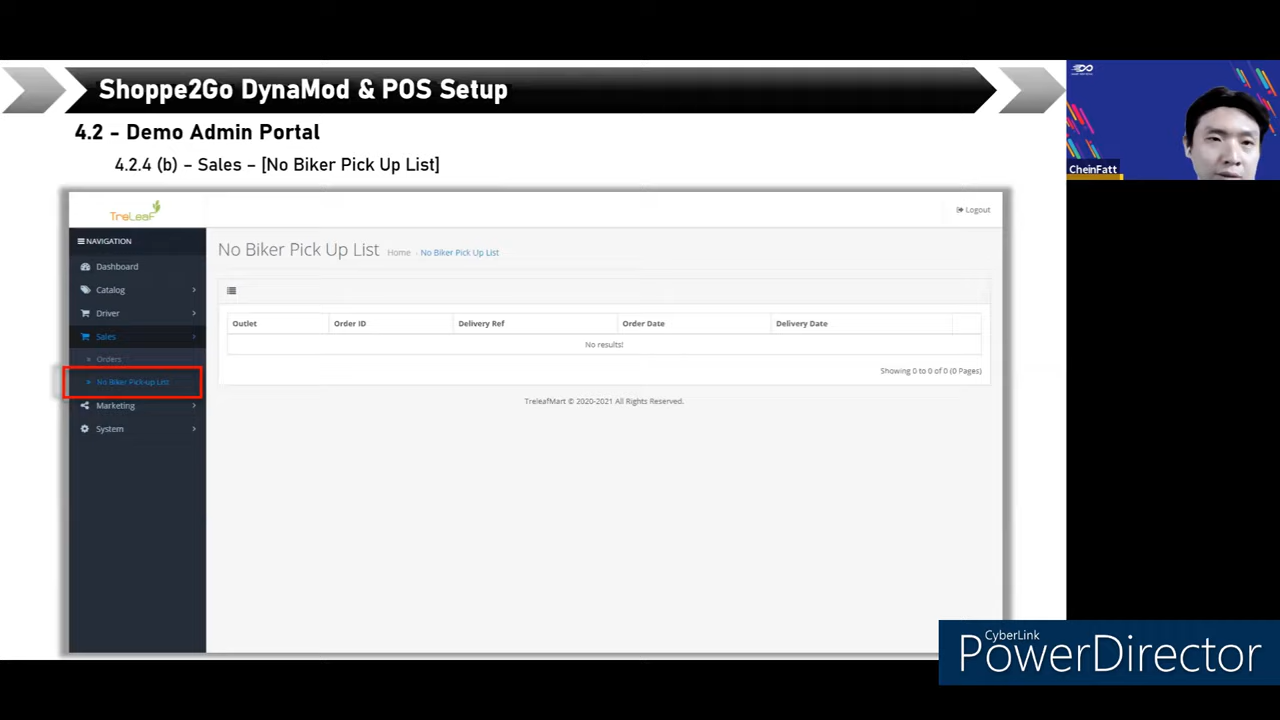 Shoppe2Go DynaMod & POS Setup
4.2 - Demo Admin Portal
4.2.4 (b) – Sales – [No Biker Pick Up List]
CheinFatt
TreLeaF
Logout
NAVIGATION
Dashboard
Catalog
Driver
Sales
» Orders
» No Biker Pick-up List
Marketing
System
No Biker Pick Up List Home › No Biker Pick Up List
Outlet Order ID Delivery Ref Order Date Delivery Date
No results!
Showing 0 to 0 of 0 (0 Pages)
TreleafMart © 2020-2021 All Rights Reserved.
CyberLink
PowerDirector